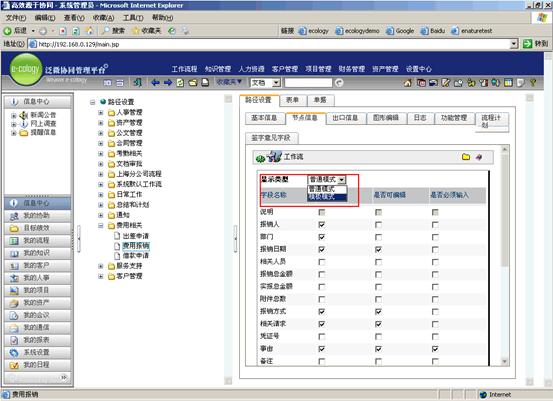 高效源于协同 - 系统管理员 - Microsoft Internet Explorer
文件(F) 编辑(E) 查看(V) 收藏(A) 工具(T) 帮助(H)
后退 搜索 收藏夹 链接 ecology ecologydemo Google Baidu enaturetest
地址(D) http://192.168.0.129/main.jsp 转到
e-cology 泛微协同管理平台 工作流程 知识管理 人力资源 客户管理 项目管理 财务管理 资产管理 设置中心
Weaver e-cology 收藏夹 文档
信息中心
新闻公告
网上调查
提醒信息
信息中心
我的协助
目标绩效
我的流程
我的知识
我的客户
我的人事
我的项目
我的资产
我的会议
我的通信
我的报表
系统设置
我的日程
路径设置
人事管理
资产管理
公文管理
合同管理
考勤相关
文档审批
上海分公司流程
系统默认工作流
日常工作
总结和计划
通知
费用相关
出差申请
费用报销
借款申请
服务支持
客户管理
路径设置 表单 单据
基本信息 节点信息 出口信息 图形编辑 日志 功能管理 流程计划
签字意见字段
工作流
显示类型 普通模式
普通模式
模板模式
字段名称 是否可编辑 是否必须输入
说明
报销人
部门
报销日期
相关人员
报销总金额
实报总金额
附件总数
报销方式
相关请求
凭证号
事由
备注
费用报销 Internet